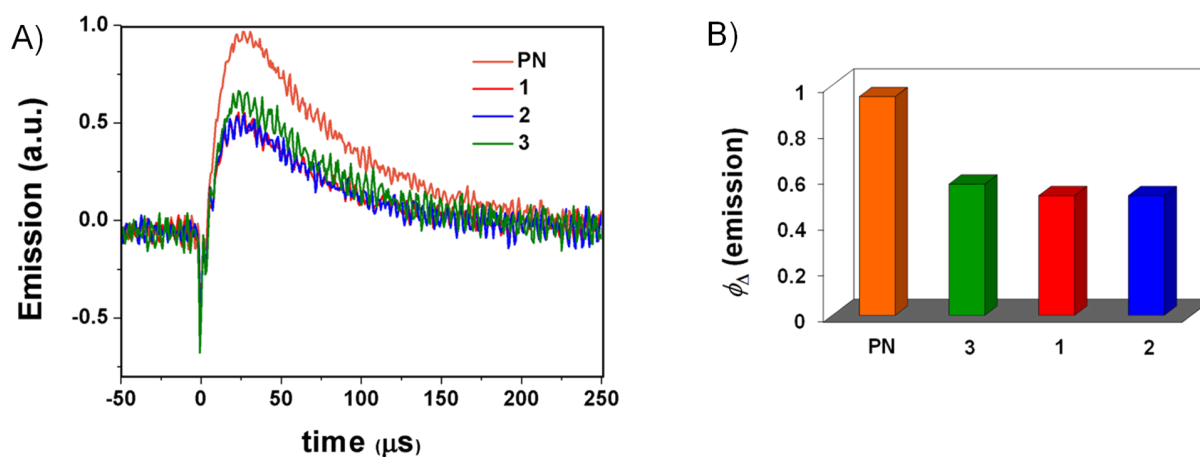 A)
Emission (a.u.)
1.0
0.5
0.0
-0.5
PN
1
2
3
-50 0 50 100 150 200 250
time (μs)
B)
ϕΔ (emission)
1
0.8
0.6
0.4
0.2
0
PN 3 1 2